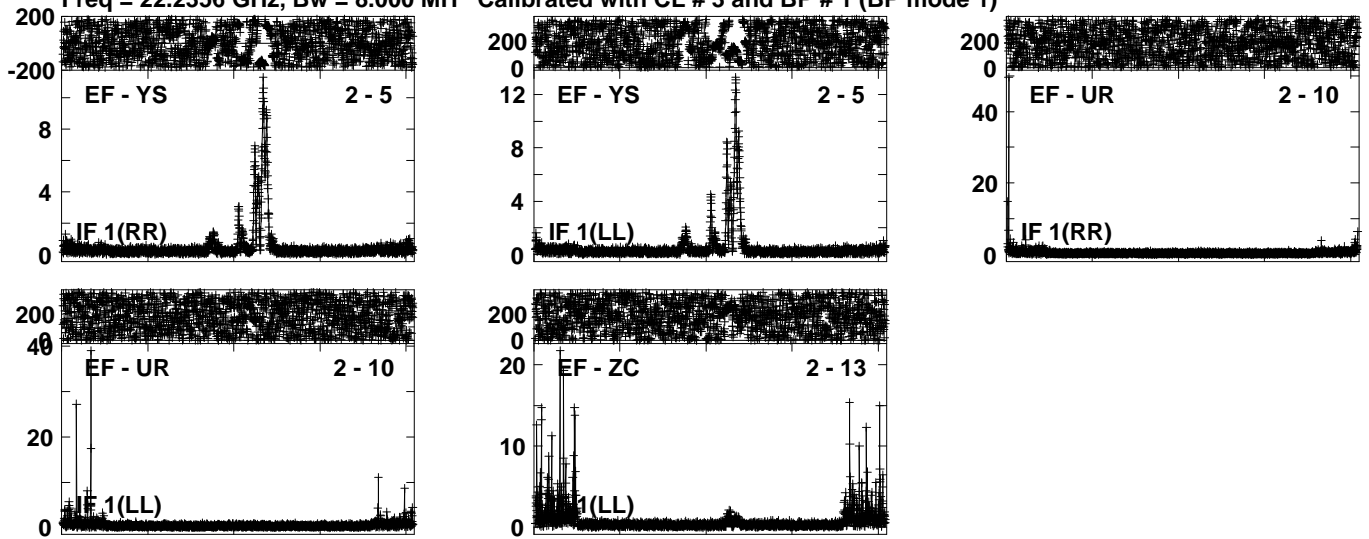 Freq = 22.2356 GHz, Bw = 8.000 MH Calibrated with CL # 3 and BP # 1 (BP mode 1)
200
-200
EF - YS 2 - 5
8
4
0
IF 1(RR)
200
0
EF - YS 2 - 5
12
8
4
0
IF 1(LL)
200
0
EF - UR 2 - 10
40
20
0
IF 1(RR)
200
0
40
EF - UR 2 - 10
20
0
IF 1(LL)
200
0
EF - ZC 2 - 13
20
10
0
1(LL)